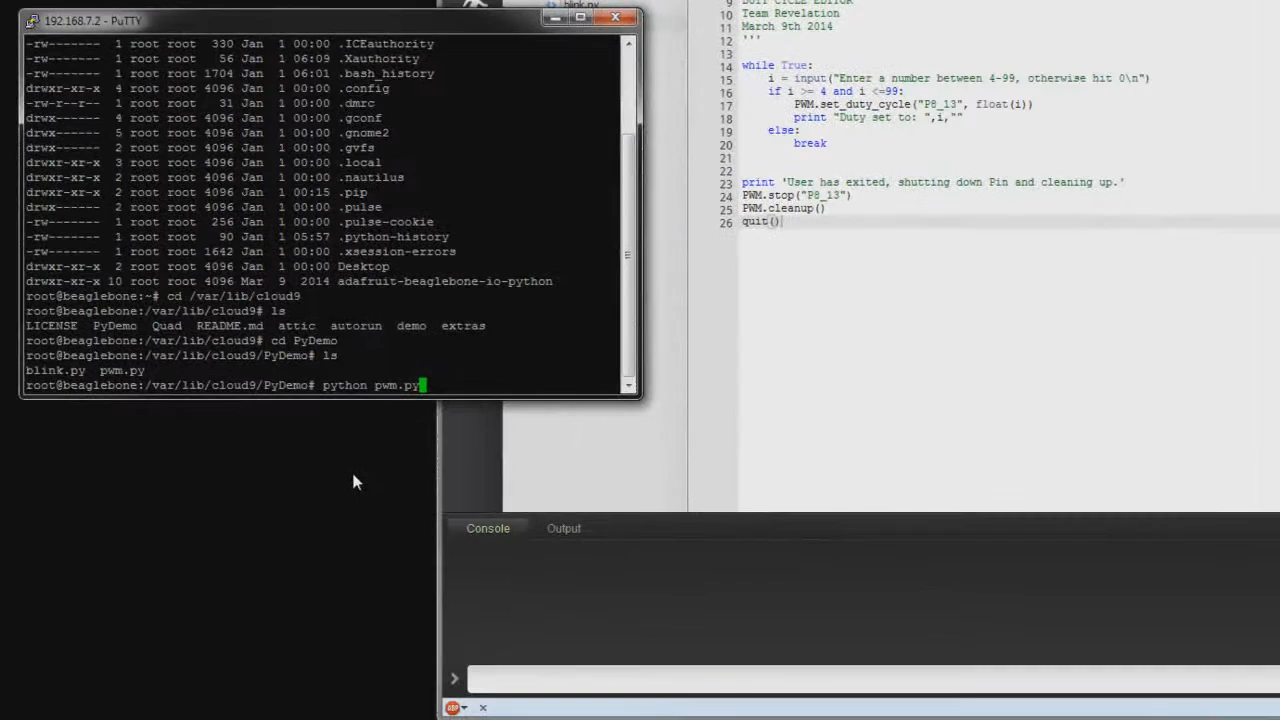 192.168.7.2 - PuTTY
-rw------- 1 root root 330 Jan 1 00:00 .ICEauthority
-rw------- 1 root root 56 Jan 1 06:09 .Xauthority
-rw------- 1 root root 1704 Jan 1 06:01 .bash_history
drwxr-xr-x 4 root root 4096 Jan 1 00:00 .config
-rw-r--r-- 1 root root 31 Jan 1 00:00 .dmrc
drwx------ 4 root root 4096 Jan 1 00:00 .gconf
drwx------ 5 root root 4096 Jan 1 00:00 .gnome2
drwx------ 2 root root 4096 Jan 1 00:00 .gvfs
drwxr-xr-x 3 root root 4096 Jan 1 00:00 .local
drwxr-xr-x 2 root root 4096 Jan 1 00:00 .nautilus
drwxr-xr-x 2 root root 4096 Jan 1 00:15 .pip
drwx------ 2 root root 4096 Jan 1 00:00 .pulse
-rw------- 1 root root 256 Jan 1 00:00 .pulse-cookie
-rw------- 1 root root 90 Jan 1 05:57 .python-history
-rw------- 1 root root 1642 Jan 1 00:00 .xsession-errors
drwxr-xr-x 2 root root 4096 Jan 1 00:00 Desktop
drwxr-xr-x 10 root root 4096 Mar 9 2014 adafruit-beaglebone-io-python
root@beaglebone:~# cd /var/lib/cloud9
root@beaglebone:/var/lib/cloud9# ls
LICENSE PyDemo Quad README.md attic autorun demo extras
root@beaglebone:/var/lib/cloud9# cd PyDemo
root@beaglebone:/var/lib/cloud9/PyDemo# ls
blink.py pwm.py
root@beaglebone:/var/lib/cloud9/PyDemo# python pwm.py
blink.py
9 DUTY CYCLE EDITOR
10 Team Revelation
11 March 9th 2014
12 '''
13
14 while True:
15 i = input("Enter a number between 4-99, otherwise hit 0\n")
16 if i >= 4 and i <=99:
17 PWM.set_duty_cycle("P8_13", float(i))
18 print "Duty set to: ",i,""
19 else:
20 break
21
22
23 print 'User has exited, shutting down Pin and cleaning up.'
24 PWM.stop("P8_13")
25 PWM.cleanup()
26 quit()
Console Output
ABP